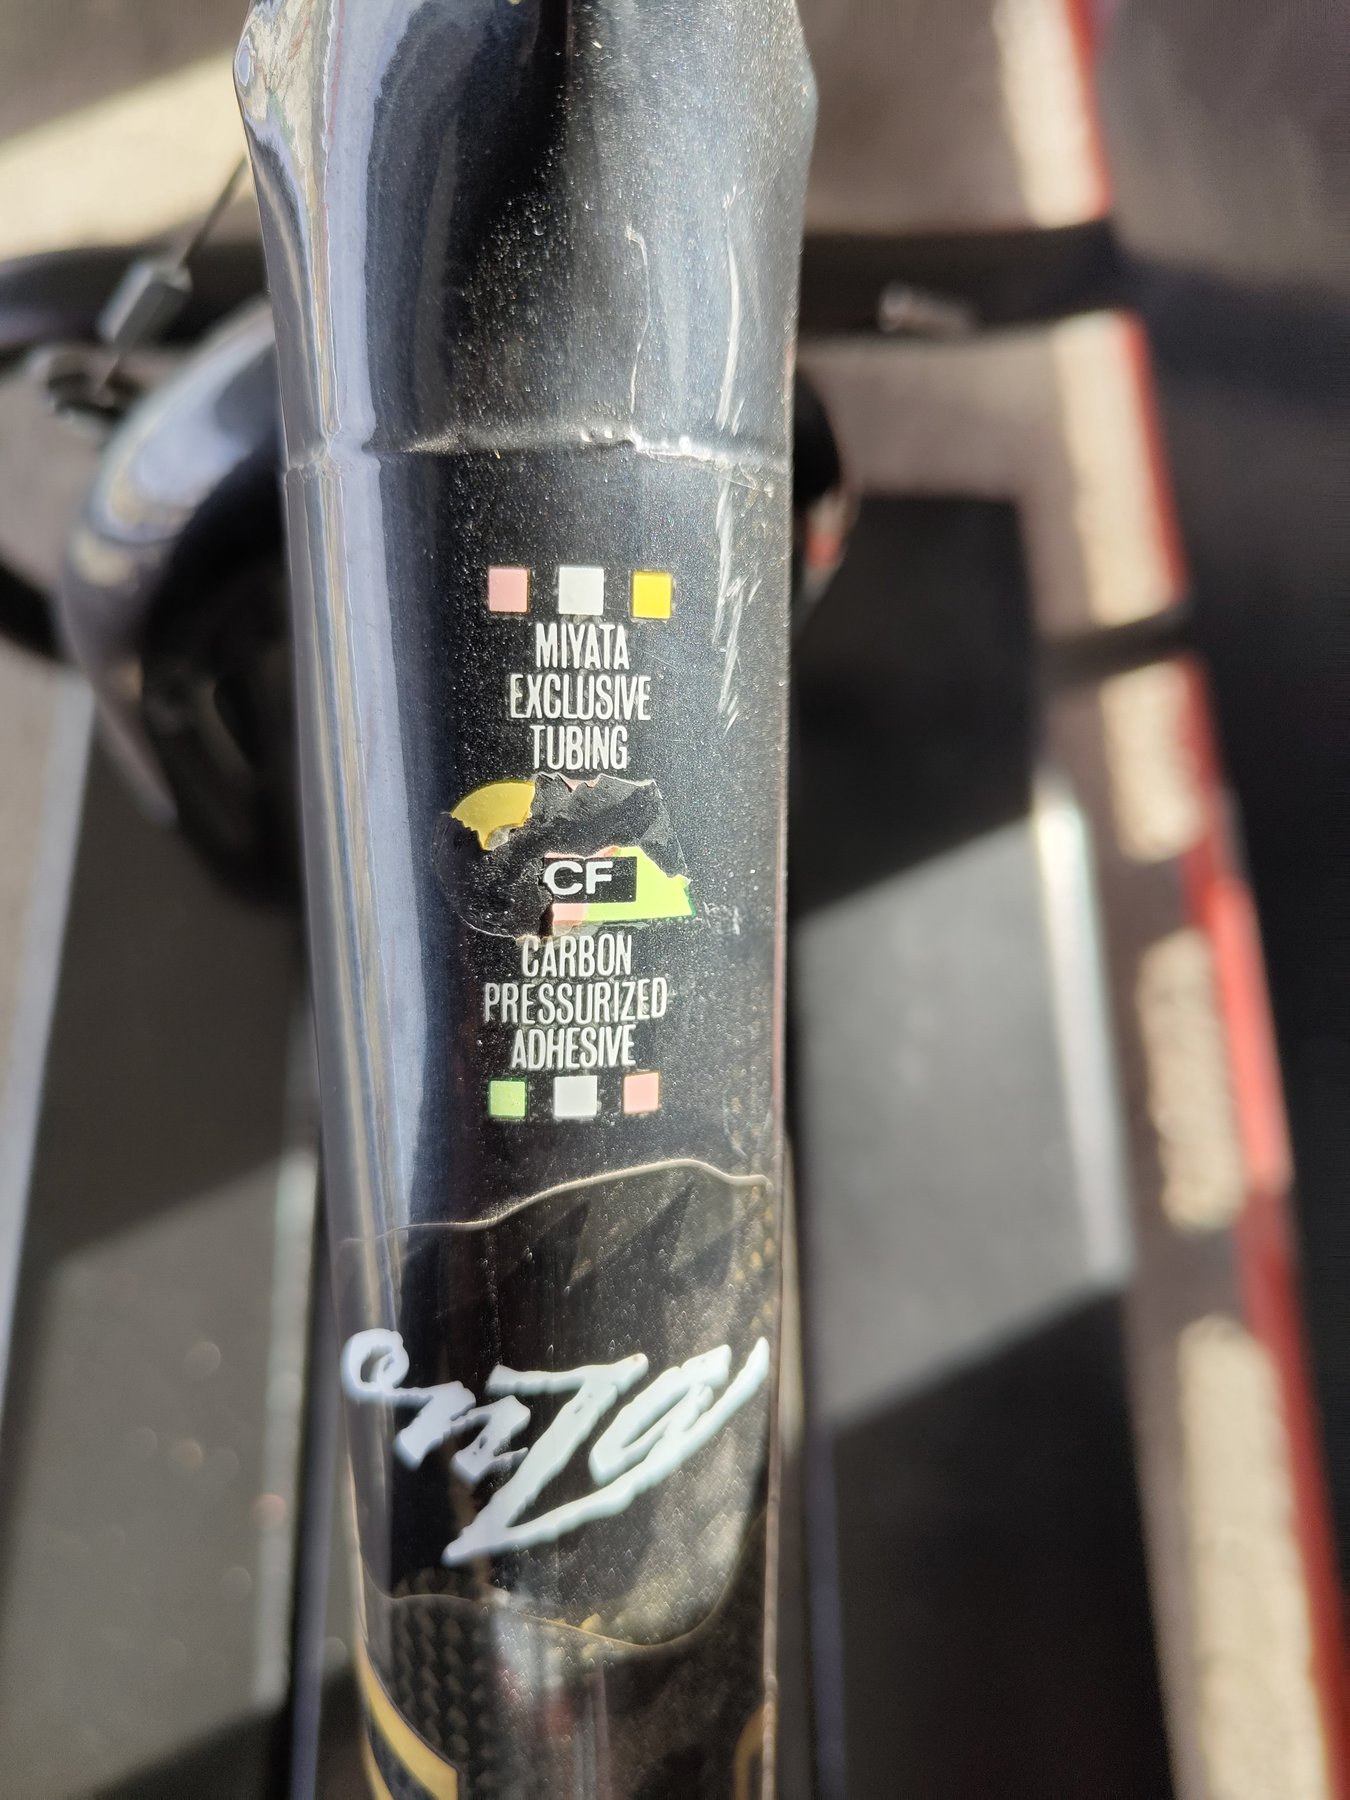 MIYATA
EXCLUSIVE
TUBING
CF
CARBON
PRESSURIZED
ADHESIVE